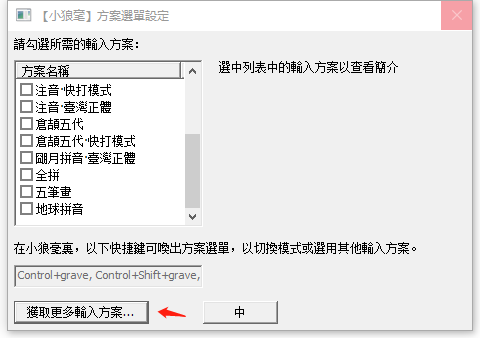 【小狼毫】方案選單設定
請勾選所需的輸入方案:
方案名稱
選中列表中的輸入方案以查看簡介
注音·快打模式
注音·臺灣正體
倉頡五代
倉頡五代·快打模式
朙月拼音·臺灣正體
全拼
五筆畫
地球拼音
在小狼毫裏，以下快捷鍵可喚出方案選單，以切換模式或選用其他輸入方案。
Control+grave, Control+Shift+grave,
獲取更多輸入方案...
中